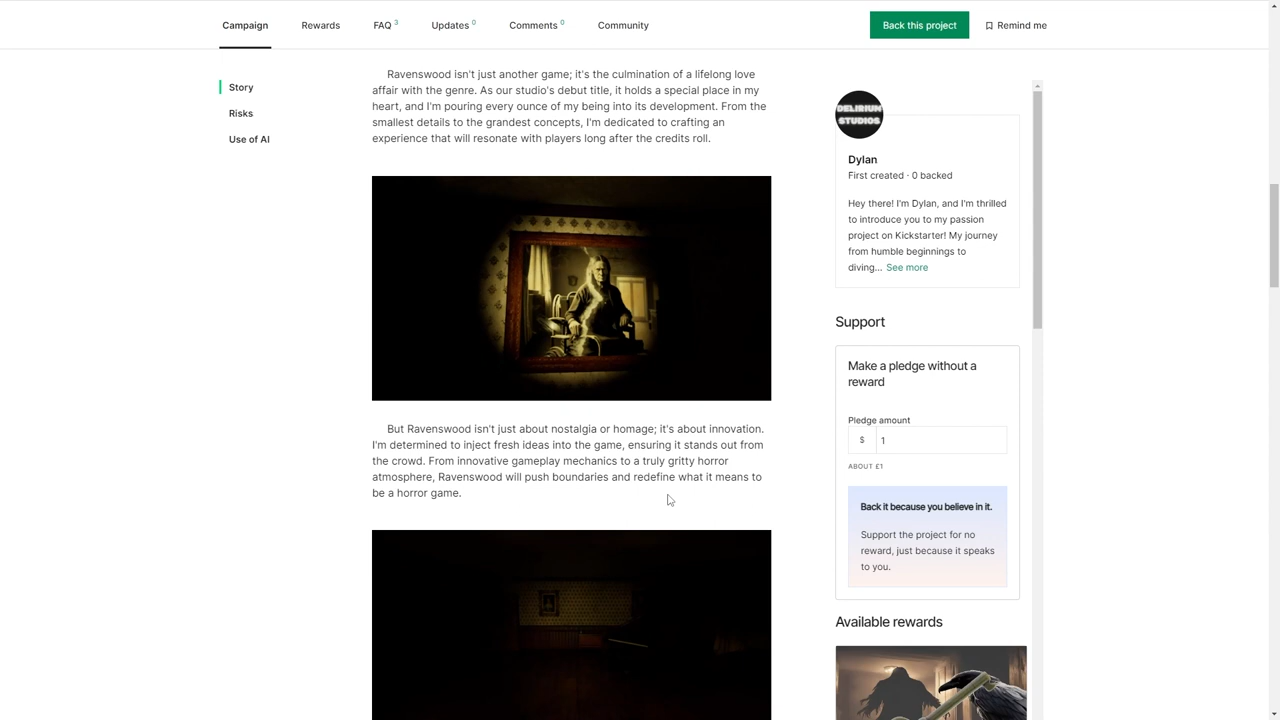 Campaign
Rewards
FAQ 3
Updates 0
Comments 0
Community
Back this project
Remind me
Story
Risks
Use of AI
Ravenswood isn't just another game; it's the culmination of a lifelong love
affair with the genre. As our studio's debut title, it holds a special place in my
heart, and I'm pouring every ounce of my being into its development. From the
smallest details to the grandest concepts, I'm dedicated to crafting an
experience that will resonate with players long after the credits roll.
But Ravenswood isn't just about nostalgia or homage; it's about innovation.
I'm determined to inject fresh ideas into the game, ensuring it stands out from
the crowd. From innovative gameplay mechanics to a truly gritty horror
atmosphere, Ravenswood will push boundaries and redefine what it means to
be a horror game.
DELIRIUM
STUDIOS
Dylan
First created · 0 backed
Hey there! I'm Dylan, and I'm thrilled
to introduce you to my passion
project on Kickstarter! My journey
from humble beginnings to
diving... See more
Support
Make a pledge without a
reward
Pledge amount
$ 1
ABOUT £1
Back it because you believe in it.
Support the project for no
reward, just because it speaks
to you.
Available rewards